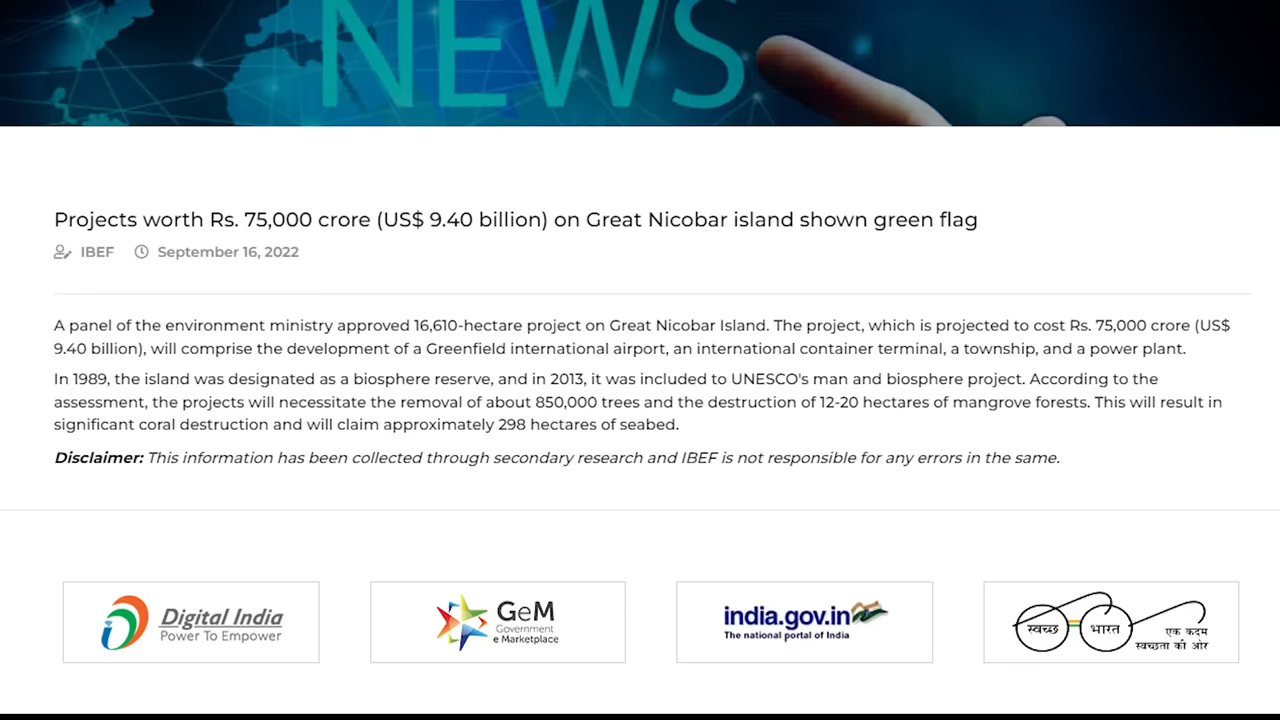 NEWS
Projects worth Rs. 75,000 crore (US$ 9.40 billion) on Great Nicobar island shown green flag
IBEF September 16, 2022
A panel of the environment ministry approved 16,610-hectare project on Great Nicobar Island. The project, which is projected to cost Rs. 75,000 crore (US$
9.40 billion), will comprise the development of a Greenfield international airport, an international container terminal, a township, and a power plant.
In 1989, the island was designated as a biosphere reserve, and in 2013, it was included to UNESCO's man and biosphere project. According to the
assessment, the projects will necessitate the removal of about 850,000 trees and the destruction of 12-20 hectares of mangrove forests. This will result in
significant coral destruction and will claim approximately 298 hectares of seabed.
Disclaimer: This information has been collected through secondary research and IBEF is not responsible for any errors in the same.
Digital India
Power To Empower
GeM
Government
e Marketplace
india.gov.in
The national portal of India
स्वच्छ भारत
एक कदम
स्वच्छता की ओर